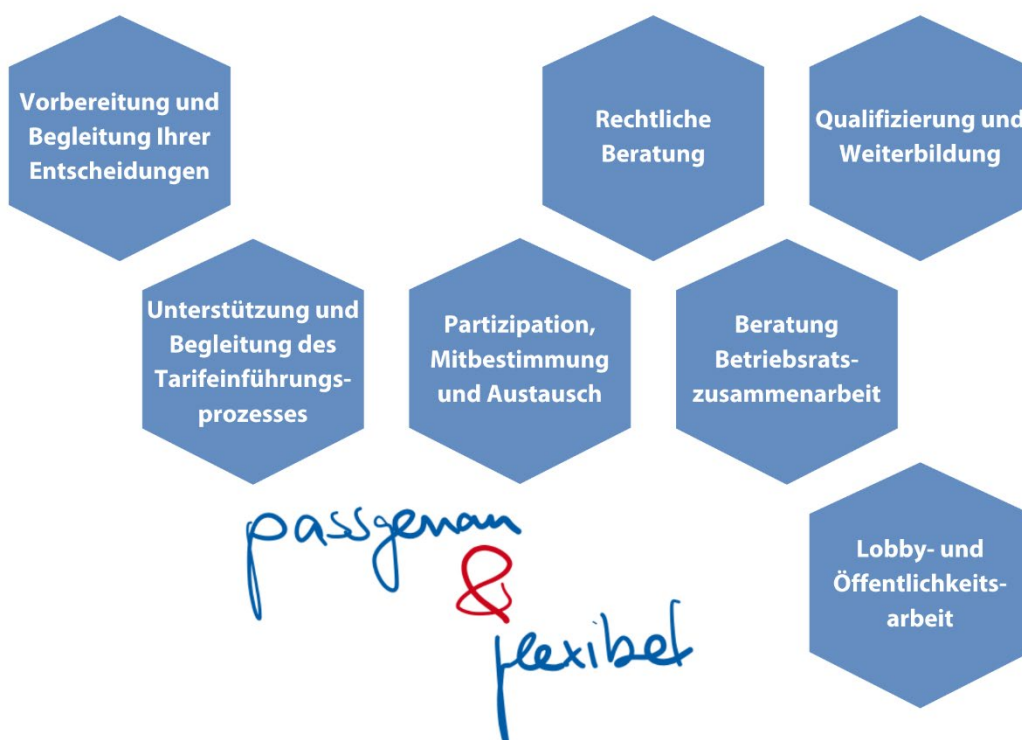 Vorbereitung und
Begleitung Ihrer
Entscheidungen
Rechtliche
Beratung
Qualifizierung und
Weiterbildung
Unterstützung und
Begleitung des
Tarifeinführungs-
prozesses
Partizipation,
Mitbestimmung
und Austausch
Beratung
Betriebsrats-
zusammenarbeit
passgenau
&
flexibel
Lobby- und
Öffentlichkeits-
arbeit